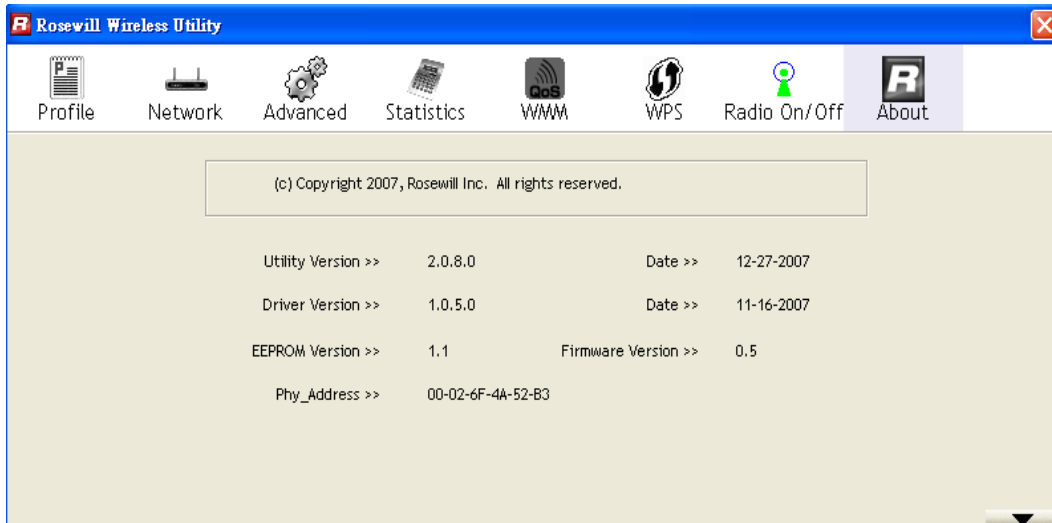 R Rosewill Wireless Utility
P
QoS
R
Profile Network Advanced Statistics WMM WPS Radio On/Off About
(c) Copyright 2007, Rosewill Inc. All rights reserved.
Utility Version >> 2.0.8.0 Date >> 12-27-2007
Driver Version >> 1.0.5.0 Date >> 11-16-2007
EEPROM Version >> 1.1 Firmware Version >> 0.5
Phy_Address >> 00-02-6F-4A-52-B3